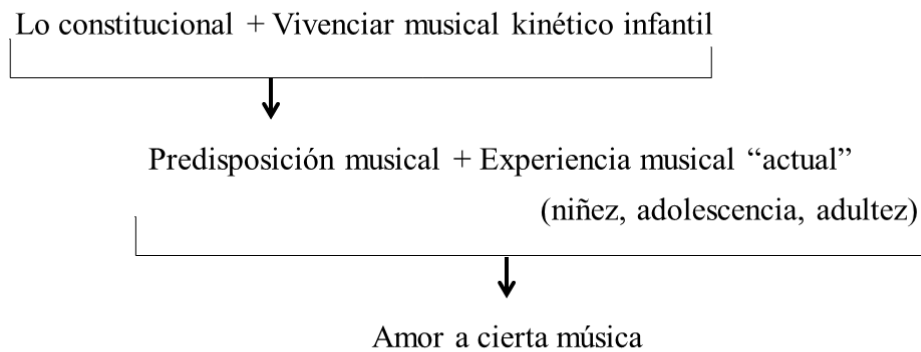 Lo constitucional + Vivenciar musical kinético infantil
Predisposición musical + Experiencia musical “actual”
(niñez, adolescencia, adultez)
Amor a cierta música